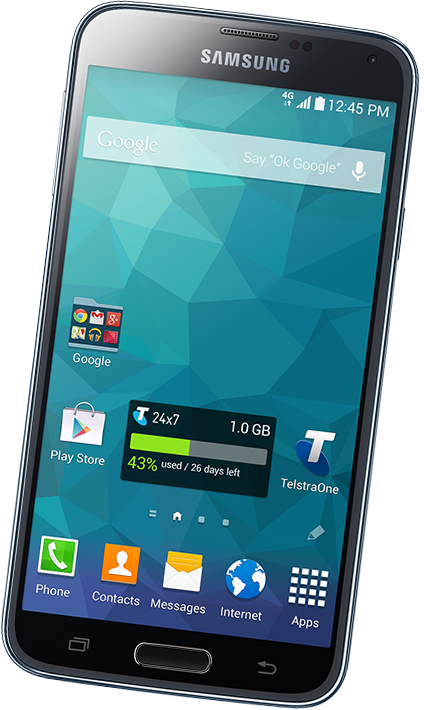 SAMSUNG
4G 12:45 PM
Google Say "Ok Google"
Google
24x7 1.0 GB
43% used / 26 days left
Play Store
TelstraOne
Phone
Contacts
Messages
Internet
Apps